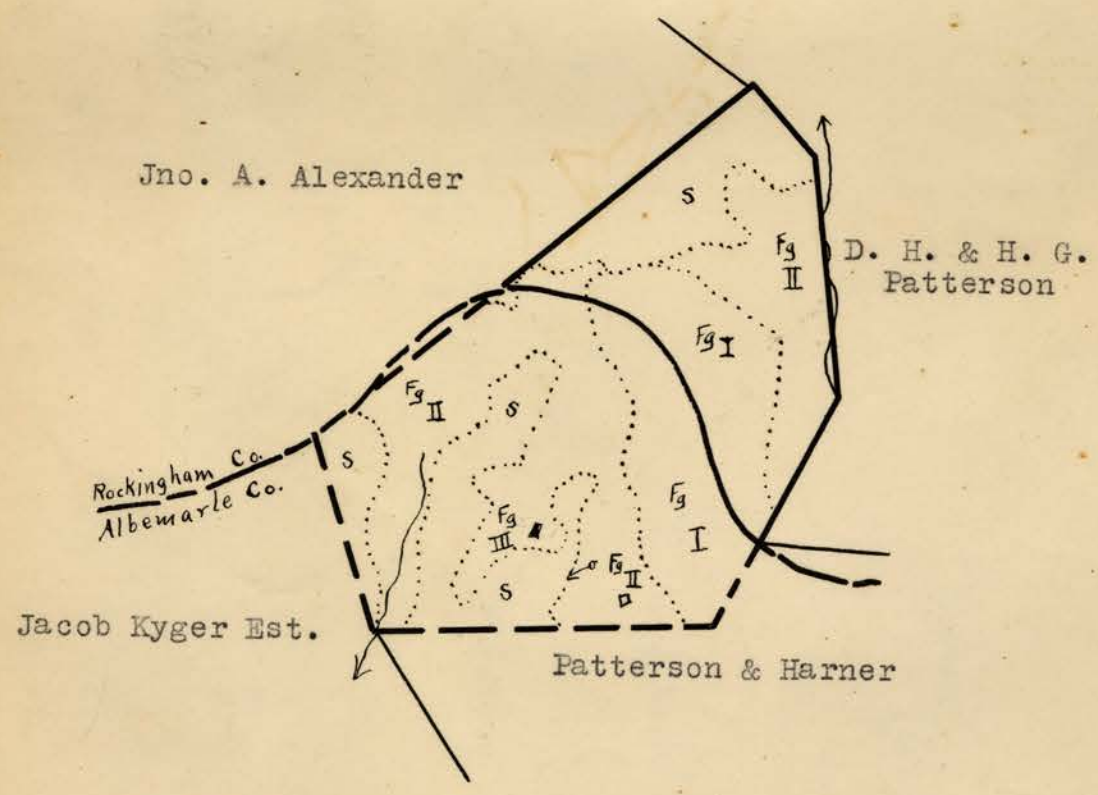 Jno. A. Alexander
S
Fg
II
D. H. & H. G.
Patterson
Fg I
Fg
II
S
S
Rockingham Co.
Albemarle Co.
Fg
III
Fg
I
Fg
II
S
Jacob Kyger Est.
Patterson & Harner